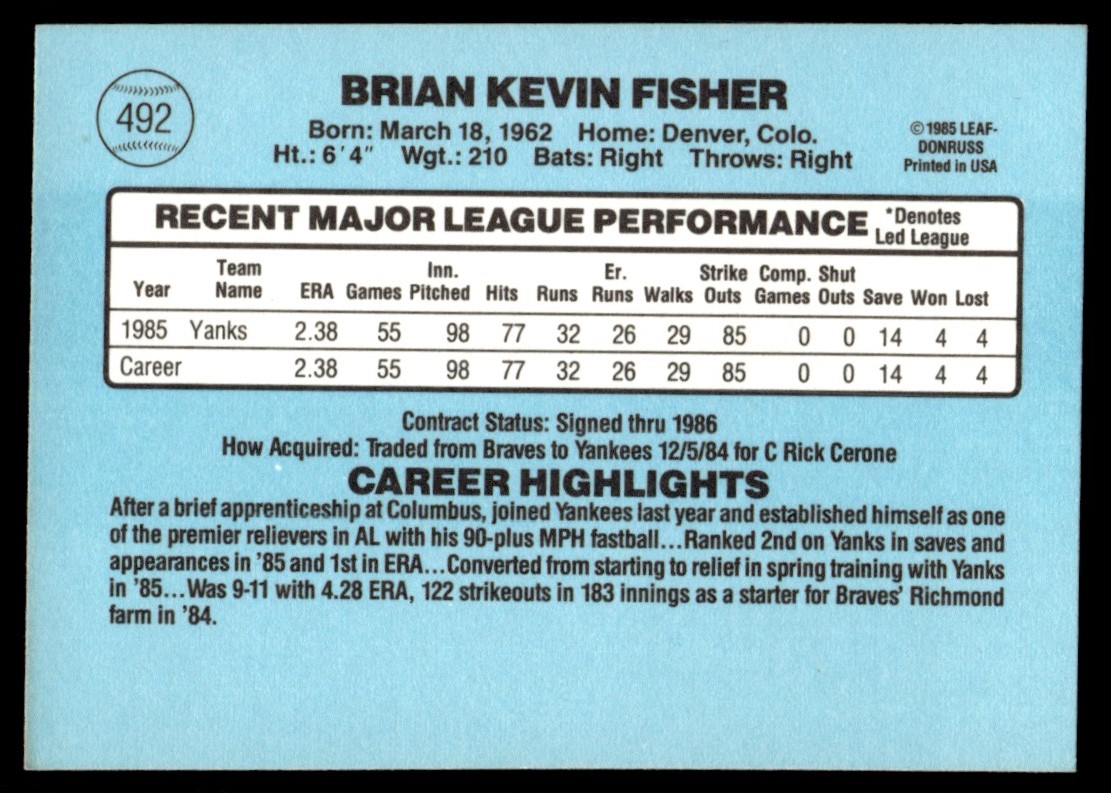 492
BRIAN KEVIN FISHER
Born: March 18, 1962 Home: Denver, Colo.
Ht.: 6'4" Wgt.: 210 Bats: Right Throws: Right
©1985 LEAF-
DONRUSS
Printed in USA
RECENT MAJOR LEAGUE PERFORMANCE
*Denotes
Led League
Year Team Name ERA Games Inn. Pitched Hits Runs Er. Runs Walks Strike Outs Comp. Games Shut Outs Save Won Lost
1985 Yanks 2.38 55 98 77 32 26 29 85 0 0 14 4 4
Career 2.38 55 98 77 32 26 29 85 0 0 14 4 4
Contract Status: Signed thru 1986
How Acquired: Traded from Braves to Yankees 12/5/84 for C Rick Cerone
CAREER HIGHLIGHTS
After a brief apprenticeship at Columbus, joined Yankees last year and established himself as one
of the premier relievers in AL with his 90-plus MPH fastball...Ranked 2nd on Yanks in saves and
appearances in '85 and 1st in ERA...Converted from starting to relief in spring training with Yanks
in '85...Was 9-11 with 4.28 ERA, 122 strikeouts in 183 innings as a starter for Braves' Richmond
farm in '84.